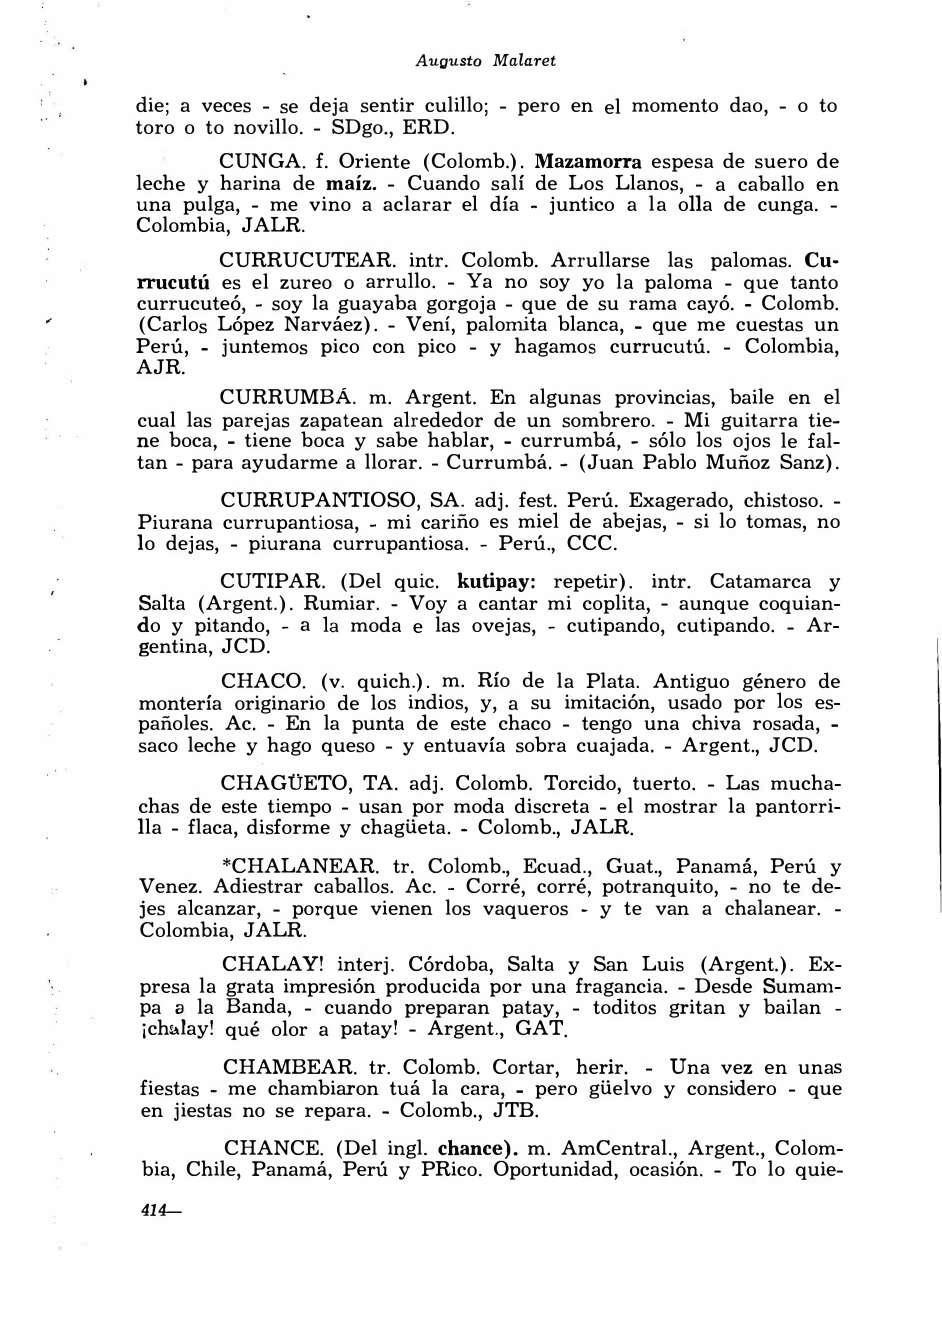 Augusto Malaret
die; a veces - se deja sentir culillo; - pero en el momento dao, - o to
toro o to novillo. - SDgo., ERD.
CUNGA. f. Oriente (Colomb.). Mazamorra espesa de suero de
leche y harina de maíz. - Cuando salí de Los Llanos, - a caballo en
una pulga, - me vino a aclarar el día - juntico a la olla de cunga. -
Colombia, JALR.
CURRUCUTEAR. intr. Colomb. Arrullarse las palomas. Cu-
rrucutú es el zureo o arrullo. - Ya no soy yo la paloma - que tanto
currucuteó, - soy la guayaba gorgoja - que de su rama cayó. - Colomb.
(Carlos López Narváez). - Vení, palomita blanca, - que me cuestas un
Perú, - juntemos pico con pico - y hagamos currucutú. - Colombia,
AJR.
CURRUMBÁ. m. Argent. En algunas provincias, baile en el
cual las parejas zapatean alrededor de un sombrero. - Mi guitarra tie-
ne boca, - tiene boca y sabe hablar, - currumbá, - sólo los ojos le fal-
tan - para ayudarme a llorar. - Currumbá. - (Juan Pablo Muñoz Sanz).
CURRUPANTIOSO, SA. adj. fest. Perú. Exagerado, chistoso. -
Piurana currupantiosa, - mi cariño es miel de abejas, - si lo tomas, no
lo dejas, - piurana currupantiosa. - Perú., CCC.
CUTIPAR. (Del quic. kutipay: repetir). intr. Catamarca y
Salta (Argent.). Rumiar. - Voy a cantar mi coplita, - aunque coquian-
do y pitando, - a la moda e las ovejas, - cutipando, cutipando. - Ar-
gentina, JCD.
CHACO. (v. quich.). m. Río de la Plata. Antiguo género de
montería originario de los indios, y, a su imitación, usado por los es-
pañoles. Ac. - En la punta de este chaco - tengo una chiva rosada, -
saco leche y hago queso - y entuavía sobra cuajada. - Argent., JCD.
CHAGÜETO, TA. adj. Colomb. Torcido, tuerto. - Las mucha-
chas de este tiempo - usan por moda discreta - el mostrar la pantorri-
lla - flaca, disforme y chagüeta. - Colomb., JALR.
*CHALANEAR. tr. Colomb., Ecuad., Guat., Panamá, Perú y
Venez. Adiestrar caballos. Ac. - Corré, corré, potranquito, - no te de-
jes alcanzar, - porque vienen los vaqueros - y te van a chalanear. -
Colombia, JALR.
CHALAY! interj. Córdoba, Salta y San Luis (Argent.). Ex-
presa la grata impresión producida por una fragancia. - Desde Sumam-
pa a la Banda, - cuando preparan patay, - toditos gritan y bailan -
¡chalay! qué olor a patay! - Argent., GAT.
CHAMBEAR. tr. Colomb. Cortar, herir. - Una vez en unas
fiestas - me chambiaron tuá la cara, - pero güelvo y considero - que
en jiestas no se repara. - Colomb., JTB.
CHANCE. (Del ingl. chance). m. AmCentral., Argent., Colom-
bia, Chile, Panamá, Perú y PRico. Oportunidad, ocasión. - To lo quie-
414—